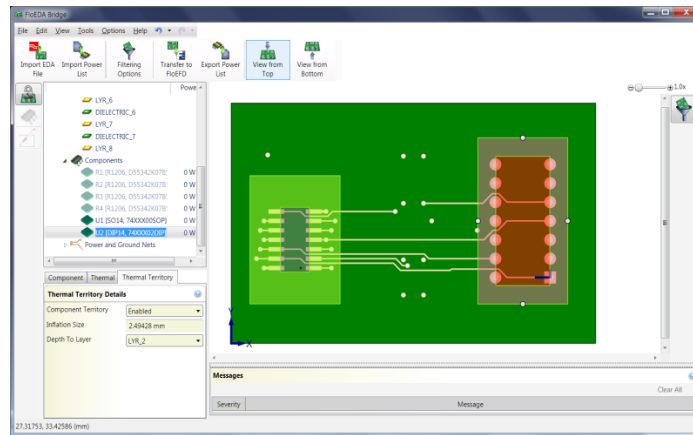 FloEDA Bridge
File Edit View Tools Options Help
Import EDA File
Import Power List
Filtering Options
Transfer to FloEFD
Export Power List
View from Top
View from Bottom
1.0x
Powe
LYR_6
DIELECTRIC_6
LYR_7
DIELECTRIC_7
LYR_8
Components
R1 [R1206, D55342K07B' 0 W
R2 [R1206, D55342K07B' 0 W
R3 [R1206, D55342K07B' 0 W
R4 [R1206, D55342K07B' 0 W
U1 [SO14, 74XXX00SOP] 0 W
U2 [DIP14, 74XXX02DIP] 0 W
Power and Ground Nets
Component Thermal Thermal Territory
Thermal Territory Details
Component Territory Enabled
Inflation Size 2.49428 mm
Depth To Layer LYR_2
Y
X
Messages
Clear All
Severity Message
27.31753, 33.42586 (mm)